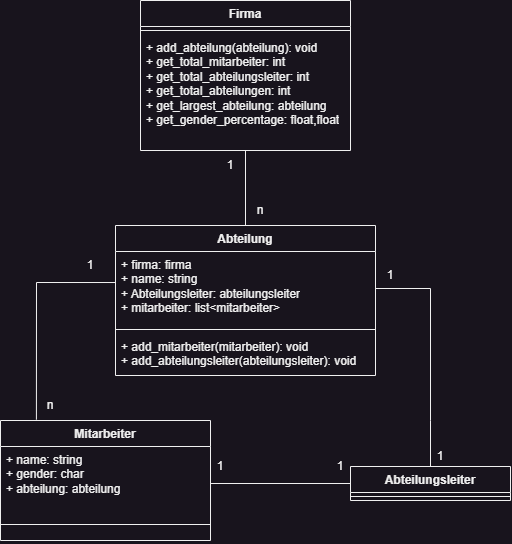 Firma
+ add_abteilung(abteilung): void
+ get_total_mitarbeiter: int
+ get_total_abteilungsleiter: int
+ get_total_abteilungen: int
+ get_largest_abteilung: abteilung
+ get_gender_percentage: float,float
1
n
Abteilung
+ firma: firma
+ name: string
+ Abteilungsleiter: abteilungsleiter
+ mitarbeiter: list<mitarbeiter>
+ add_mitarbeiter(mitarbeiter): void
+ add_abteilungsleiter(abteilungsleiter): void
1
1
n
1
Mitarbeiter
+ name: string
+ gender: char
+ abteilung: abteilung
1
1
Abteilungsleiter